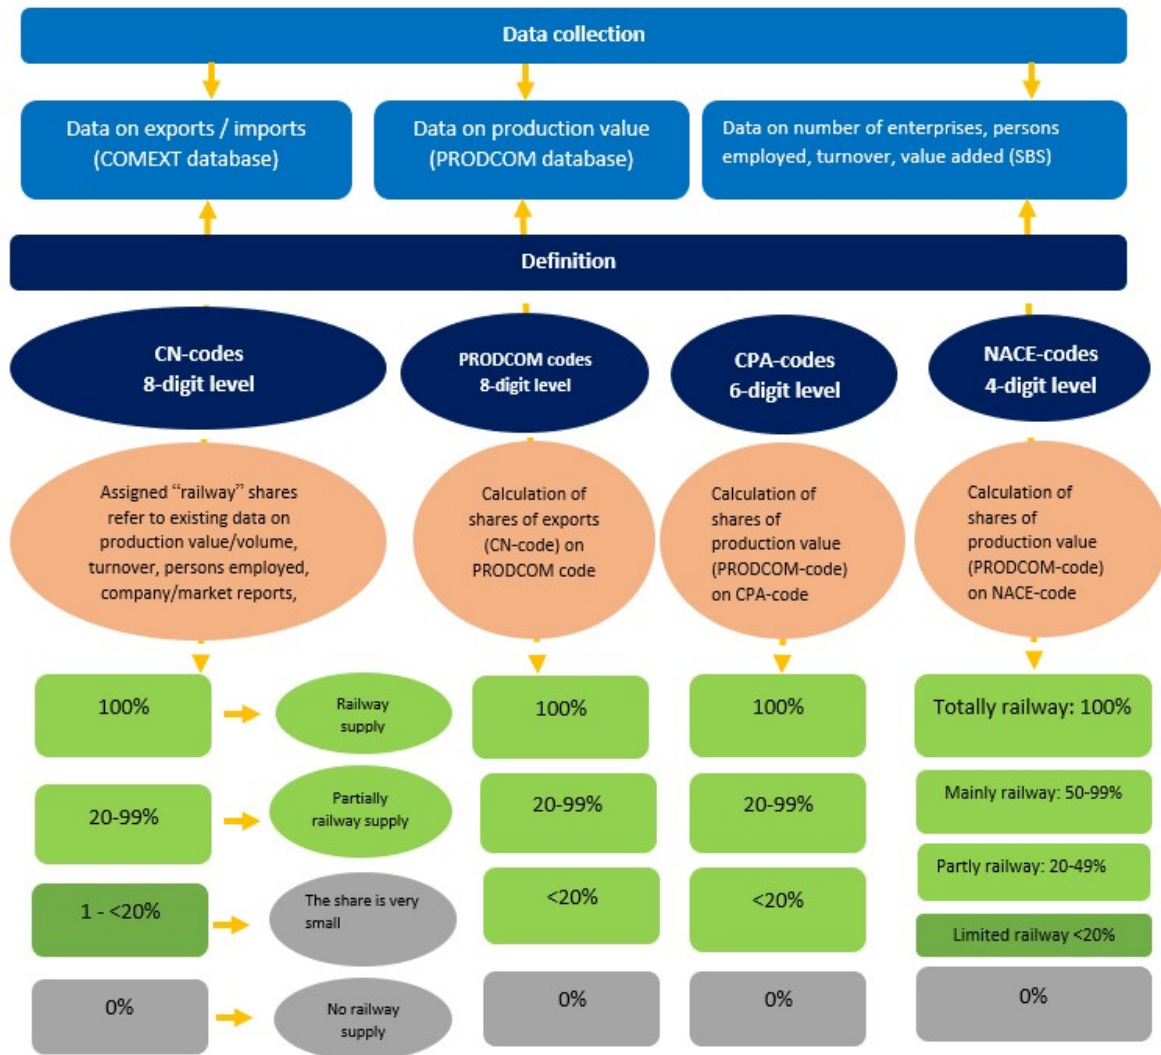 Data collection
Data on exports / imports
(COMEXT database)
Data on production value
(PRODCOM database)
Data on number of enterprises, persons
employed, turnover, value added (SBS)
Definition
CN-codes
8-digit level
PRODCOM codes
8-digit level
CPA-codes
6-digit level
NACE-codes
4-digit level
Assigned “railway” shares
refer to existing data on
production value/volume,
turnover, persons employed,
company/market reports,
Calculation of
shares of exports
(CN-code) on
PRODCOM code
Calculation of
shares of
production value
(PRODCOM-code)
on CPA-code
Calculation of
shares of
production value
(PRODCOM-code)
on NACE-code
100%
Railway
supply
100%
100%
Totally railway: 100%
20-99%
Partially
railway supply
20-99%
20-99%
Mainly railway: 50-99%
Partly railway: 20-49%
1 - <20%
The share is very
small
<20%
<20%
Limited railway <20%
0%
No railway
supply
0%
0%
0%